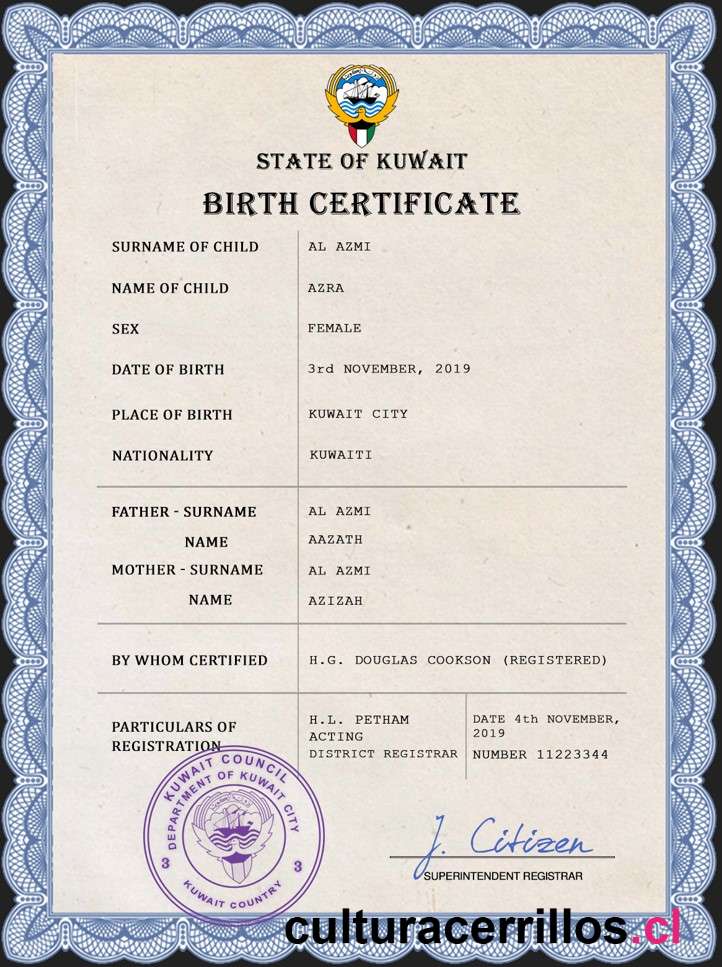 STATE OF KUWAIT
BIRTH CERTIFICATE
SURNAME OF CHILD AL AZMI
NAME OF CHILD AZRA
SEX FEMALE
DATE OF BIRTH 3rd NOVEMBER, 2019
PLACE OF BIRTH KUWAIT CITY
NATIONALITY KUWAITI
FATHER - SURNAME AL AZMI
NAME AAZATH
MOTHER - SURNAME AL AZMI
NAME AZIZAH
BY WHOM CERTIFIED H.G. DOUGLAS COOKSON (REGISTERED)
PARTICULARS OF
REGISTRATION
H.L. PETHAM
ACTING
DISTRICT REGISTRAR
DATE 4th NOVEMBER,
2019
NUMBER 11223344
KUWAIT COUNCIL
DEPARTMENT OF KUWAIT CITY
3 3
KUWAIT COUNTRY
J. Citizen
SUPERINTENDENT REGISTRAR
culturacerrillos.cl